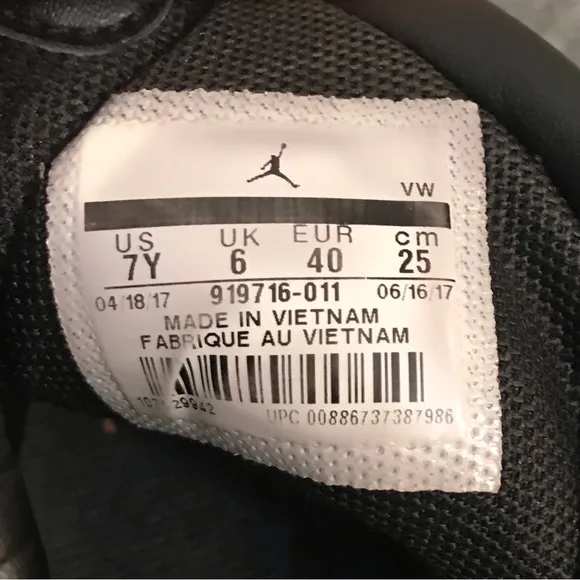 VW
US UK EUR cm
7Y 6 40 25
04/18/17 919716-011 06/16/17
MADE IN VIETNAM
FABRIQUE AU VIETNAM
29942 UPC 00886737387986